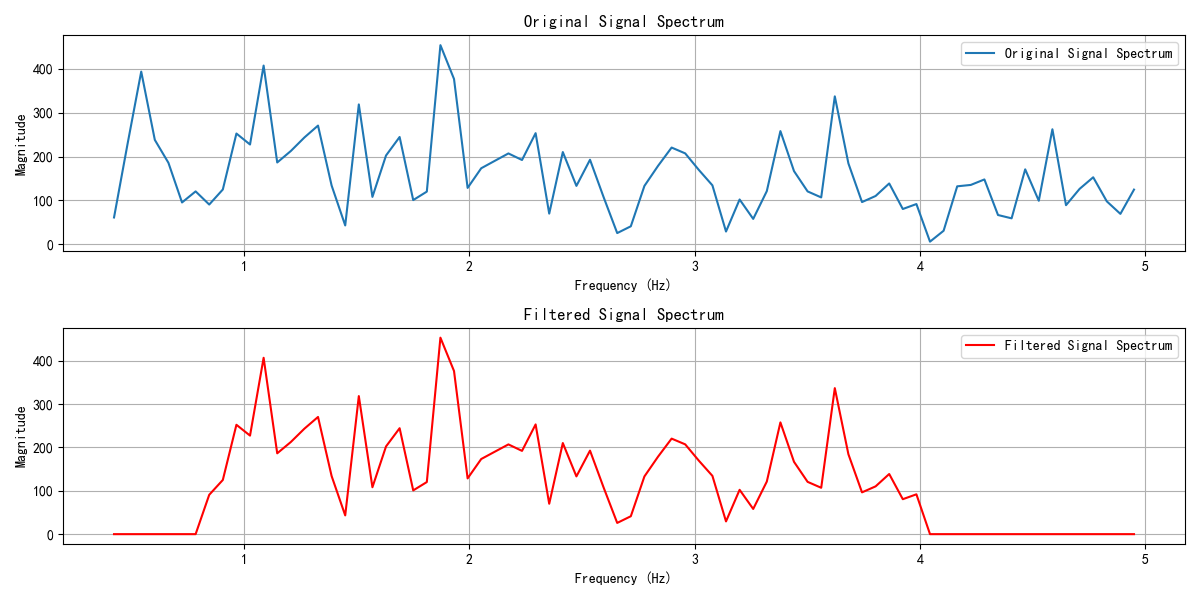 Original Signal Spectrum
Original Signal Spectrum
Magnitude
400
300
200
100
0
1
2
3
4
5
Frequency (Hz)
Filtered Signal Spectrum
Filtered Signal Spectrum
Magnitude
400
300
200
100
0
1
2
3
4
5
Frequency (Hz)